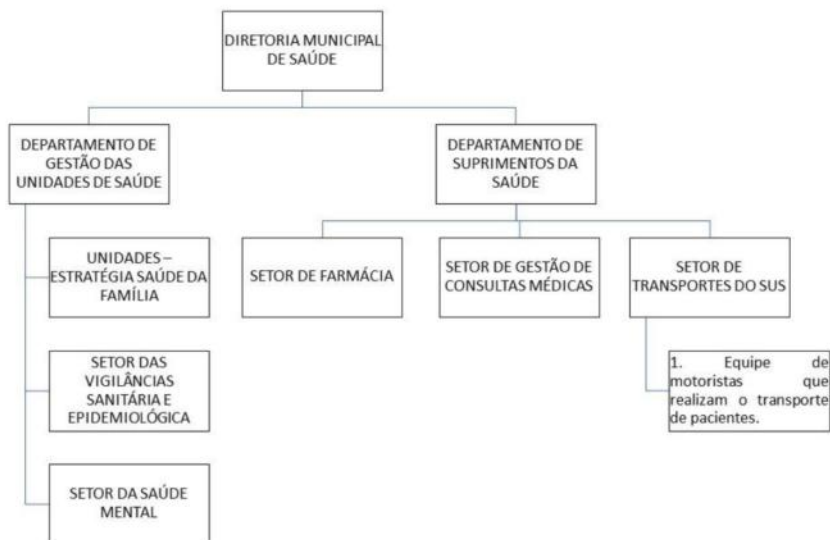 DIRETORIA MUNICIPAL
DE SAÚDE
DEPARTAMENTO DE
GESTÃO DAS
UNIDADES DE SAÚDE
DEPARTAMENTO DE
SUPRIMENTOS DA
SAÚDE
UNIDADES –
ESTRATÉGIA SAÚDE DA
FAMÍLIA
SETOR DE FARMÁCIA
SETOR DE GESTÃO DE
CONSULTAS MÉDICAS
SETOR DE
TRANSPORTES DO SUS
SETOR DAS
VIGILÂNCIAS
SANITÁRIA E
EPIDEMIOLÓGICA
1. Equipe de
motoristas que
realizam o transporte
de pacientes.
SETOR DA SAÚDE
MENTAL